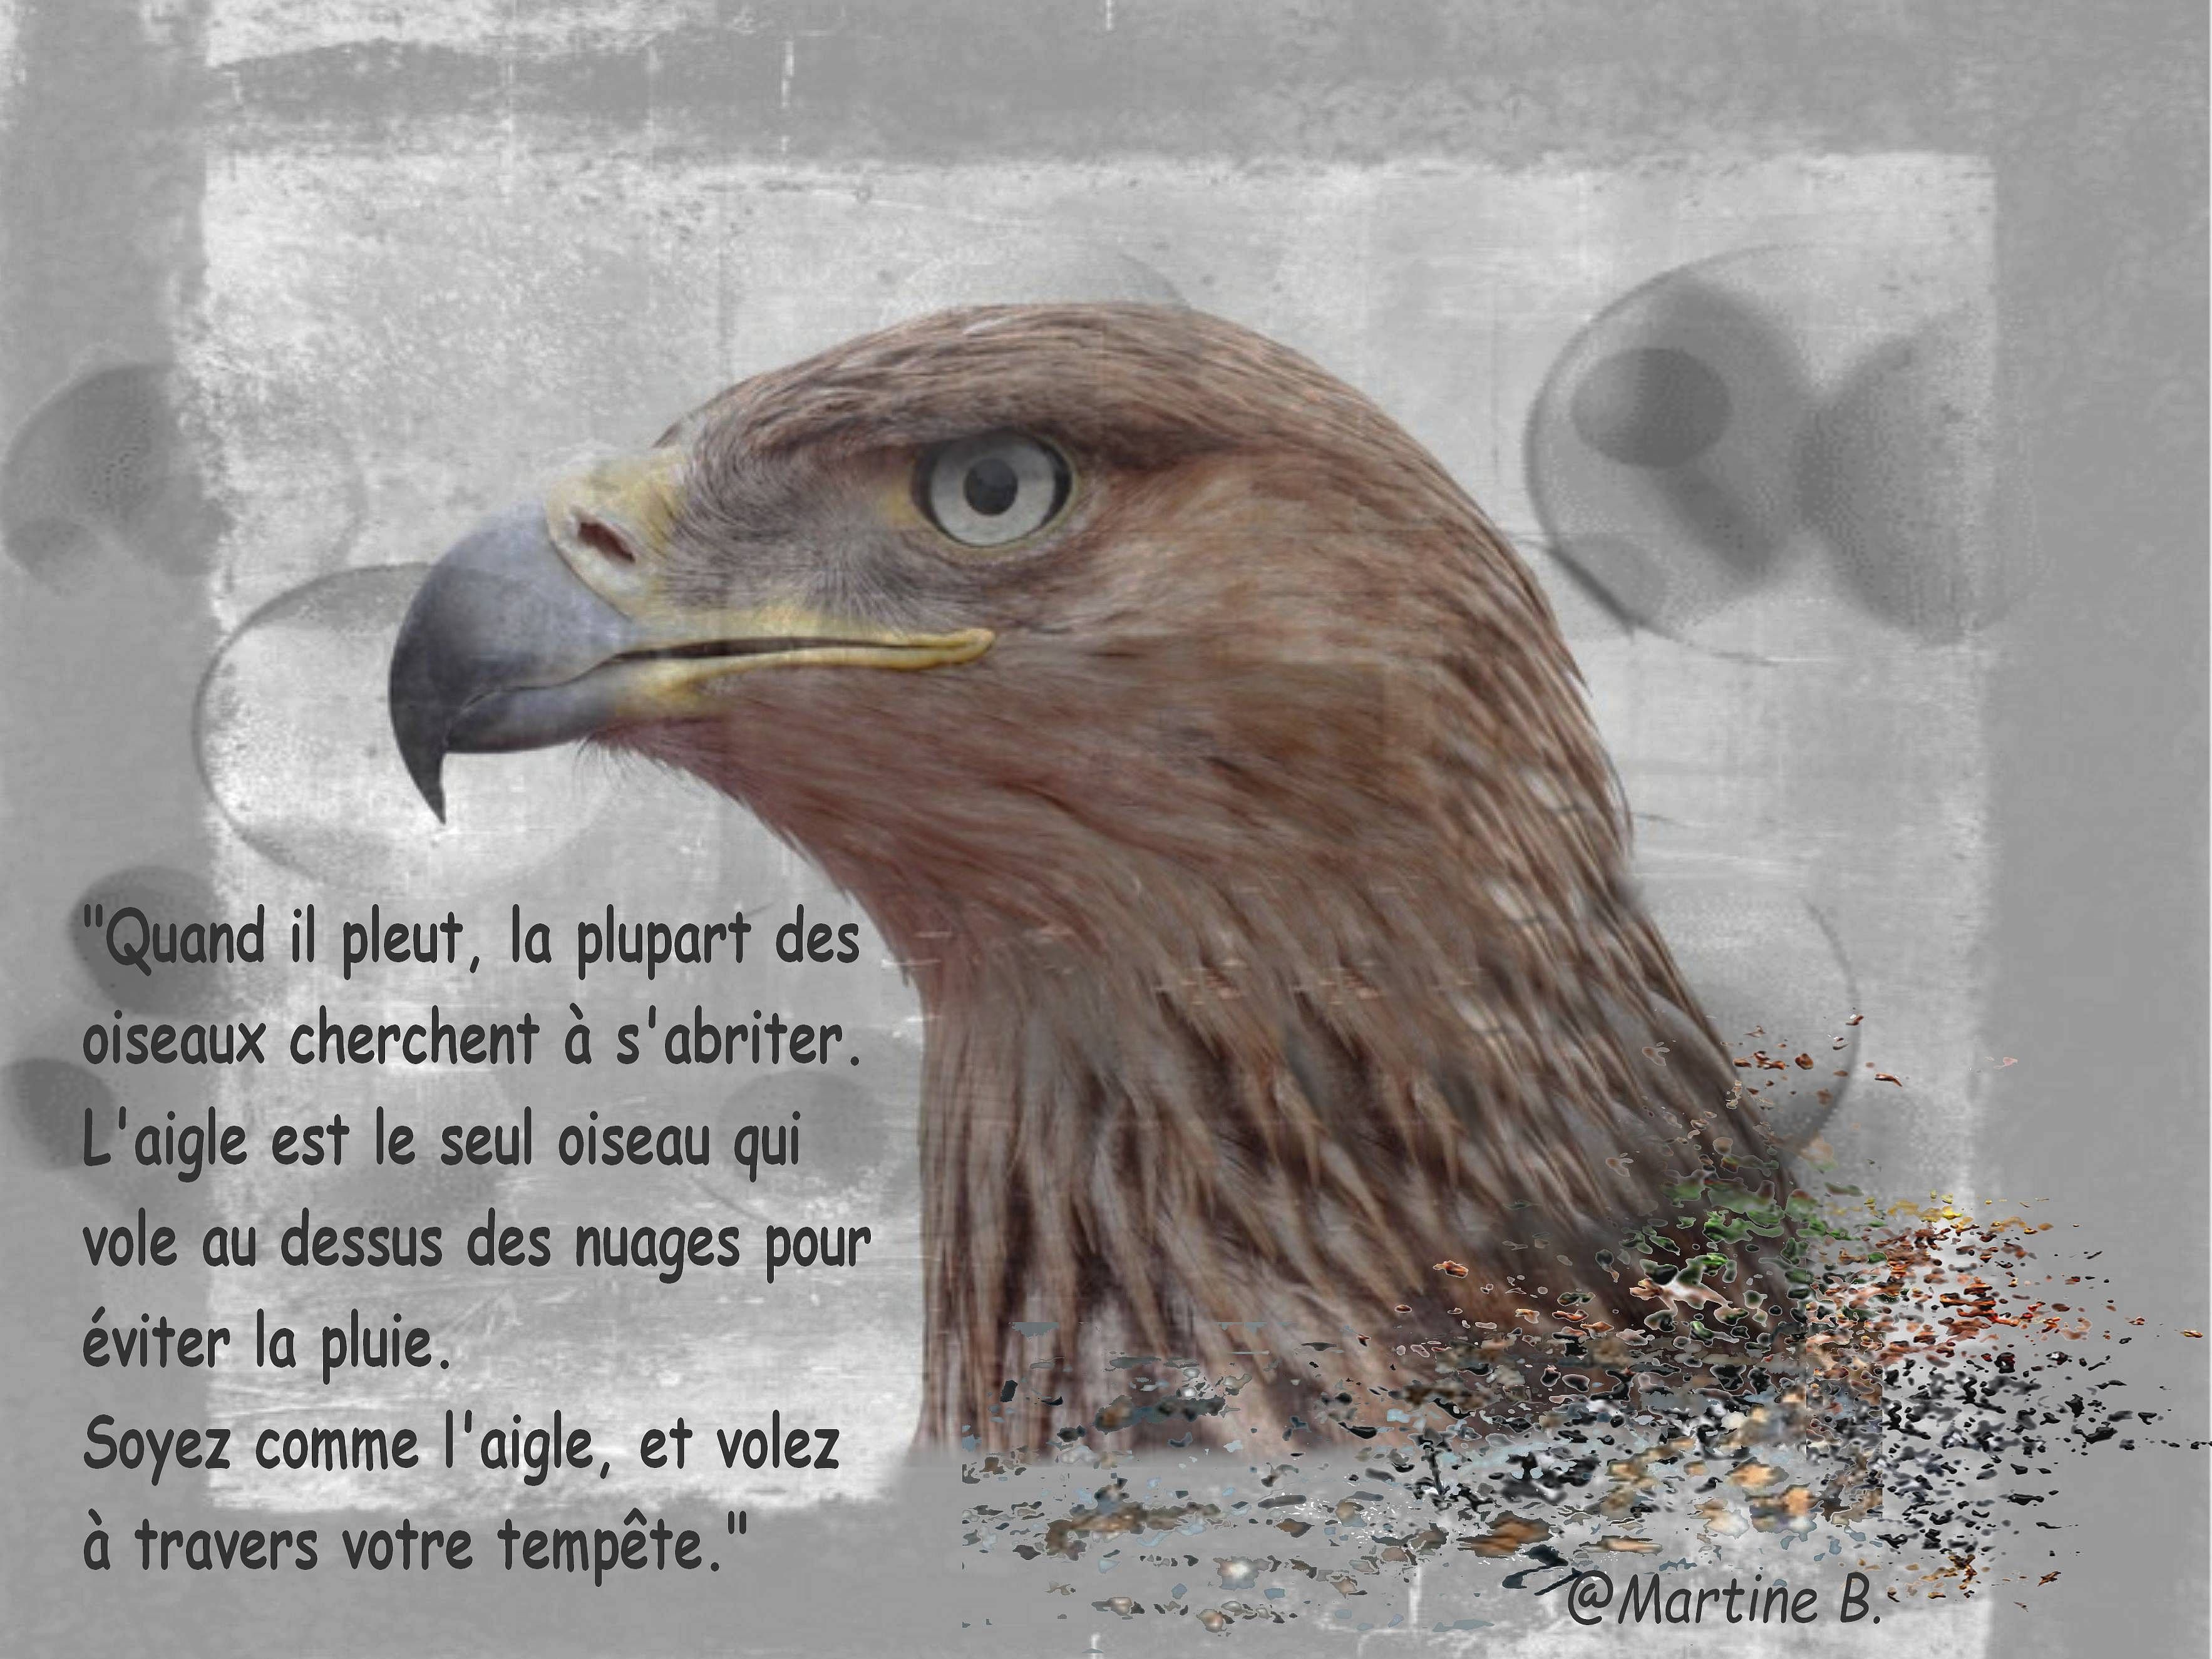 "Quand il pleut, la plupart des
oiseaux cherchent à s'abriter.
L'aigle est le seul oiseau qui
vole au dessus des nuages pour
éviter la pluie.
Soyez comme l'aigle, et volez
à travers votre tempête."
@Martine B.